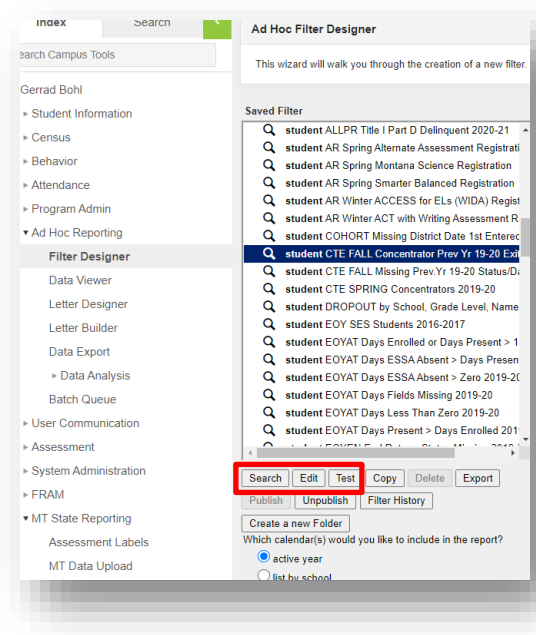 Index
Search
earch Campus Tools
Gerrad Bohl
Student Information
Census
Behavior
Attendance
Program Admin
Ad Hoc Reporting
Filter Designer
Data Viewer
Letter Designer
Letter Builder
Data Export
Data Analysis
Batch Queue
User Communication
Assessment
System Administration
FRAM
MT State Reporting
Assessment Labels
MT Data Upload
Ad Hoc Filter Designer
This wizard will walk you through the creation of a new filter.
Saved Filter
student ALLPR Title I Part D Delinquent 2020-21
student AR Spring Alternate Assessment Registrati
student AR Spring Montana Science Registration
student AR Spring Smarter Balanced Registration
student AR Winter ACCESS for ELs (WIDA) Regist
student AR Winter ACT with Writing Assessment R
student COHORT Missing District Date 1st Enterec
student CTE FALL Concentrator Prev Yr 19-20 Exi
student CTE FALL Missing Prev.Yr 19-20 Status/Da
student CTE SPRING Concentrators 2019-20
student DROPOUT by School, Grade Level, Name
student EOY SES Students 2016-2017
student EOYAT Days Enrolled or Days Present > 1
student EOYAT Days ESSA Absent > Days Presen
student EOYAT Days ESSA Absent > Zero 2019-20
student EOYAT Days Fields Missing 2019-20
student EOYAT Days Less Than Zero 2019-20
student EOYAT Days Present > Days Enrolled 201
Search Edit Test Copy Delete Export
Publish Unpublish Filter History
Create a new Folder
Which calendar(s) would you like to include in the report?
active year
list by school